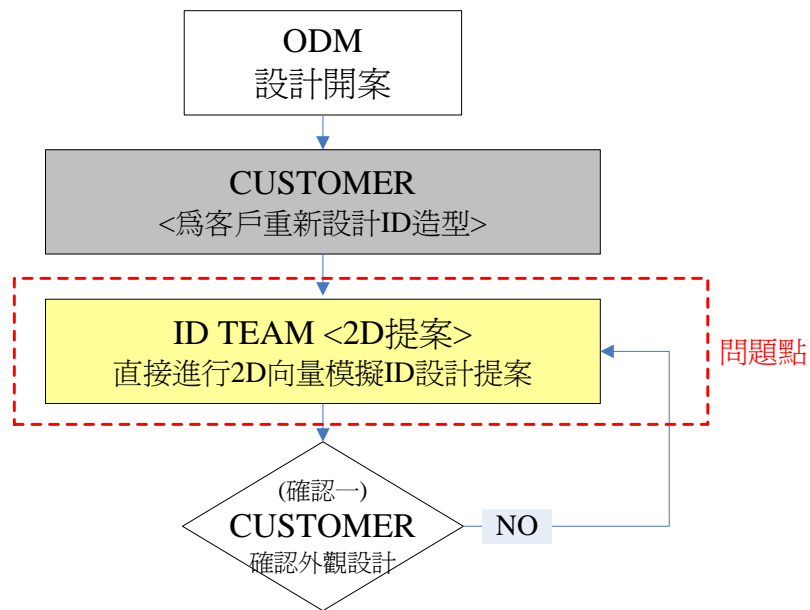 ODM
設計開案
CUSTOMER
<為客戶重新設計ID造型>
ID TEAM <2D提案>
直接進行2D向量模擬ID設計提案
問題點
(確認一)
CUSTOMER
確認外觀設計
NO